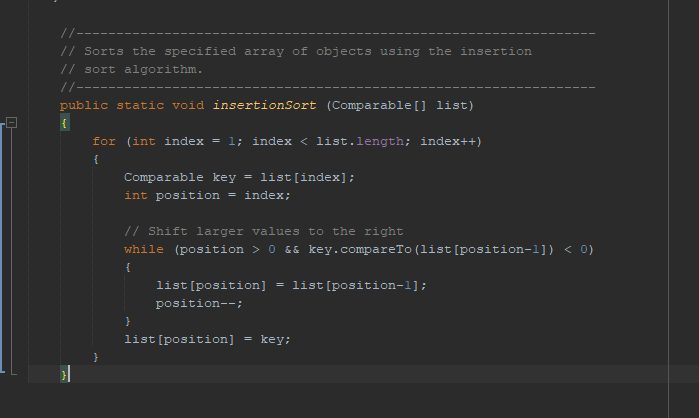 //-----------------------------------------------------------------
// Sorts the specified array of objects using the insertion
// sort algorithm.
//-----------------------------------------------------------------
public static void insertionSort (Comparable[] list)
{
for (int index = 1; index < list.length; index++)
{
Comparable key = list[index];
int position = index;
// Shift larger values to the right
while (position > 0 && key.compareTo(list[position-1]) < 0)
{
list[position] = list[position-1];
position--;
}
list[position] = key;
}
}